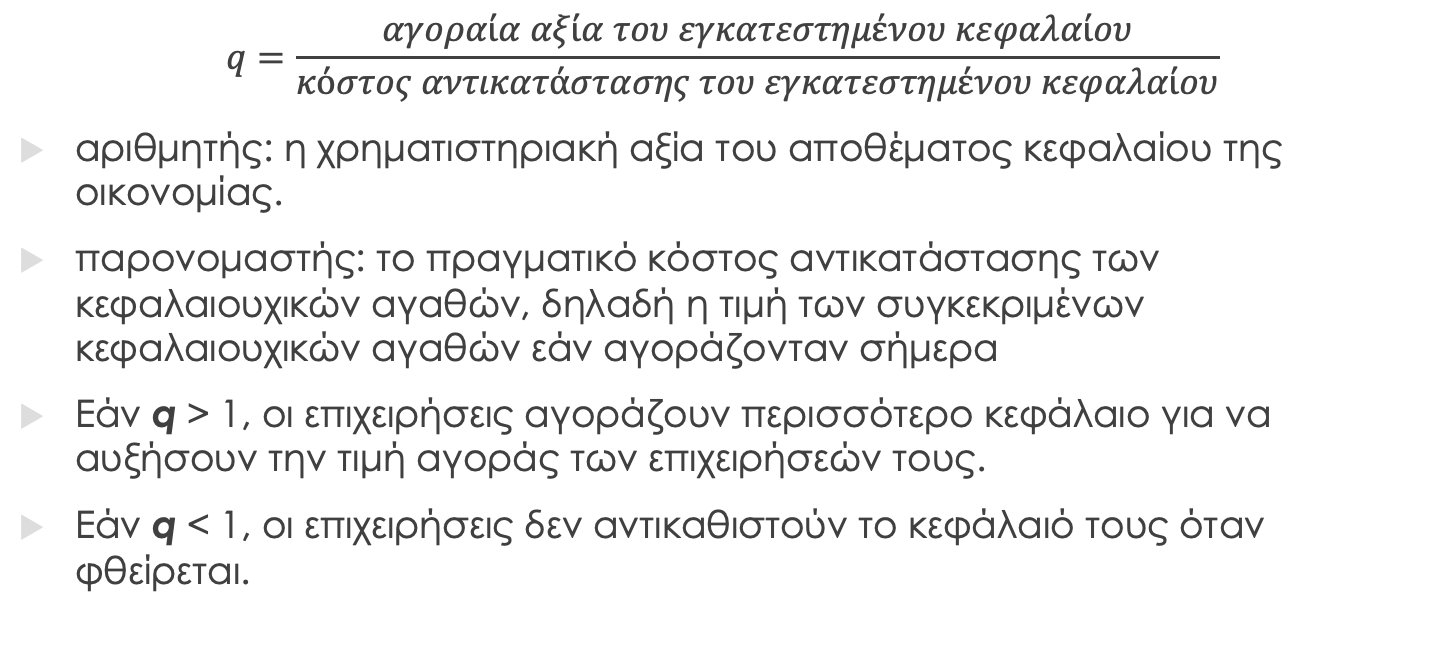 q = αγοραία αξία του εγκατεστημένου κεφαλαίου / κόστος αντικατάστασης του εγκατεστημένου κεφαλαίου
αριθμητής: η χρηματιστηριακή αξία του αποθέματος κεφαλαίου της
οικονομίας.
παρονομαστής: το πραγματικό κόστος αντικατάστασης των
κεφαλαιουχικών αγαθών, δηλαδή η τιμή των συγκεκριμένων
κεφαλαιουχικών αγαθών εάν αγοράζονταν σήμερα
Εάν q > 1, οι επιχειρήσεις αγοράζουν περισσότερο κεφάλαιο για να
αυξήσουν την τιμή αγοράς των επιχειρήσεών τους.
Εάν q < 1, οι επιχειρήσεις δεν αντικαθιστούν το κεφάλαιό τους όταν
φθείρεται.